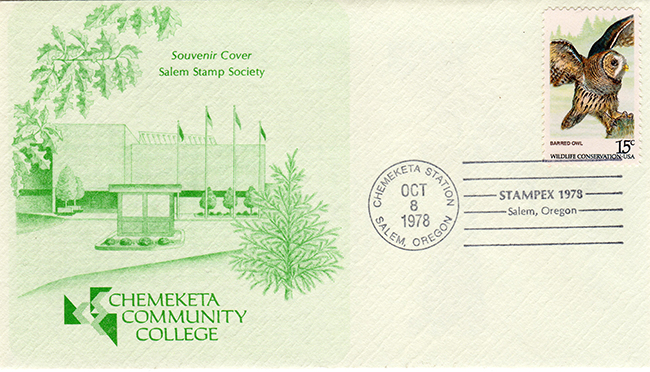 Souvenir Cover
Salem Stamp Society
BARRED OWL
15c
WILDLIFE CONSERVATION·USA
CHEMEKETA STATION
OCT
8
1978
SALEM, OREGON
STAMPEX 1978
Salem, Oregon
CHEMEKETA
COMMUNITY
COLLEGE